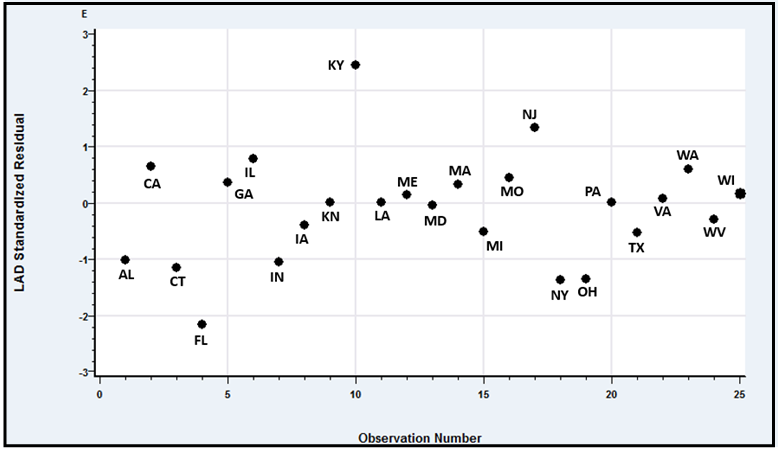 E
3
KY
2
NJ
1
WA
MA
IL
CA
ME
WI
GA
MO
PA
0
KN
LA
MD
VA
IA
WV
MI
TX
-1
AL
IN
CT
NY
OH
-2
FL
-3
0
5
10
15
20
25
LAD Standardized Residual
Observation Number